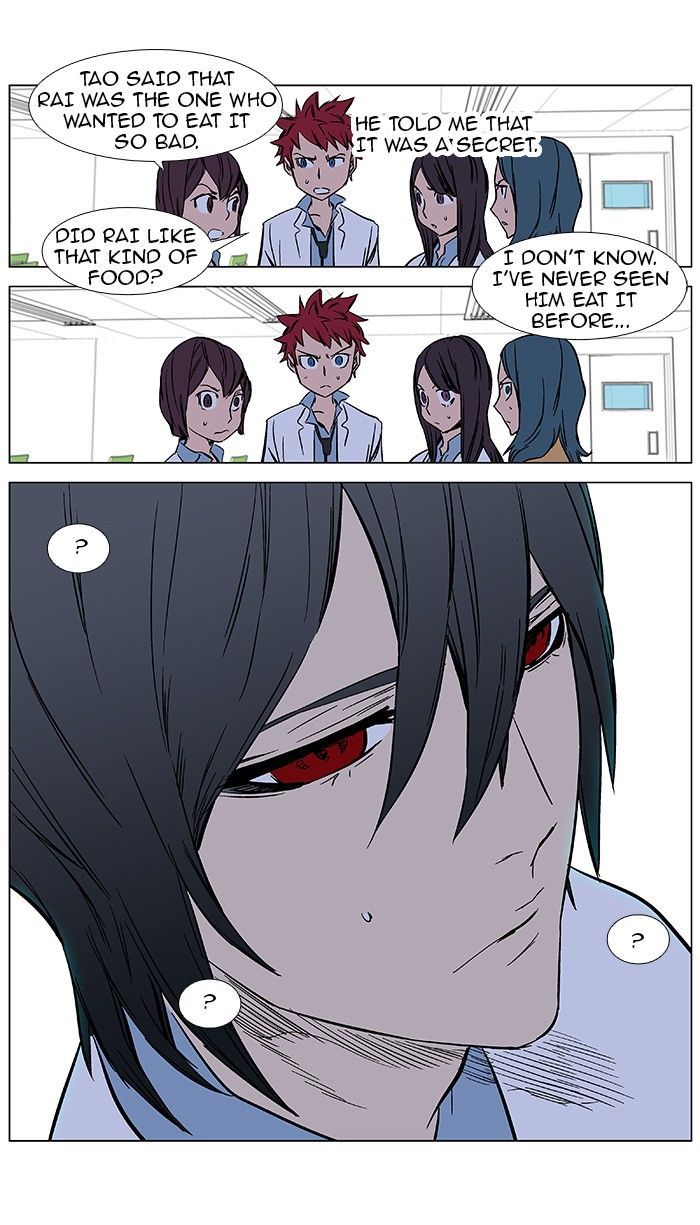 TAO SAID THAT
RAI WAS THE ONE WHO
WANTED TO EAT IT
SO BAD.
HE TOLD ME THAT
IT WAS A SECRET.
DID RAI LIKE
THAT KIND OF
FOOD?
I DON'T KNOW.
I'VE NEVER SEEN
HIM EAT IT
BEFORE...
?
?
?